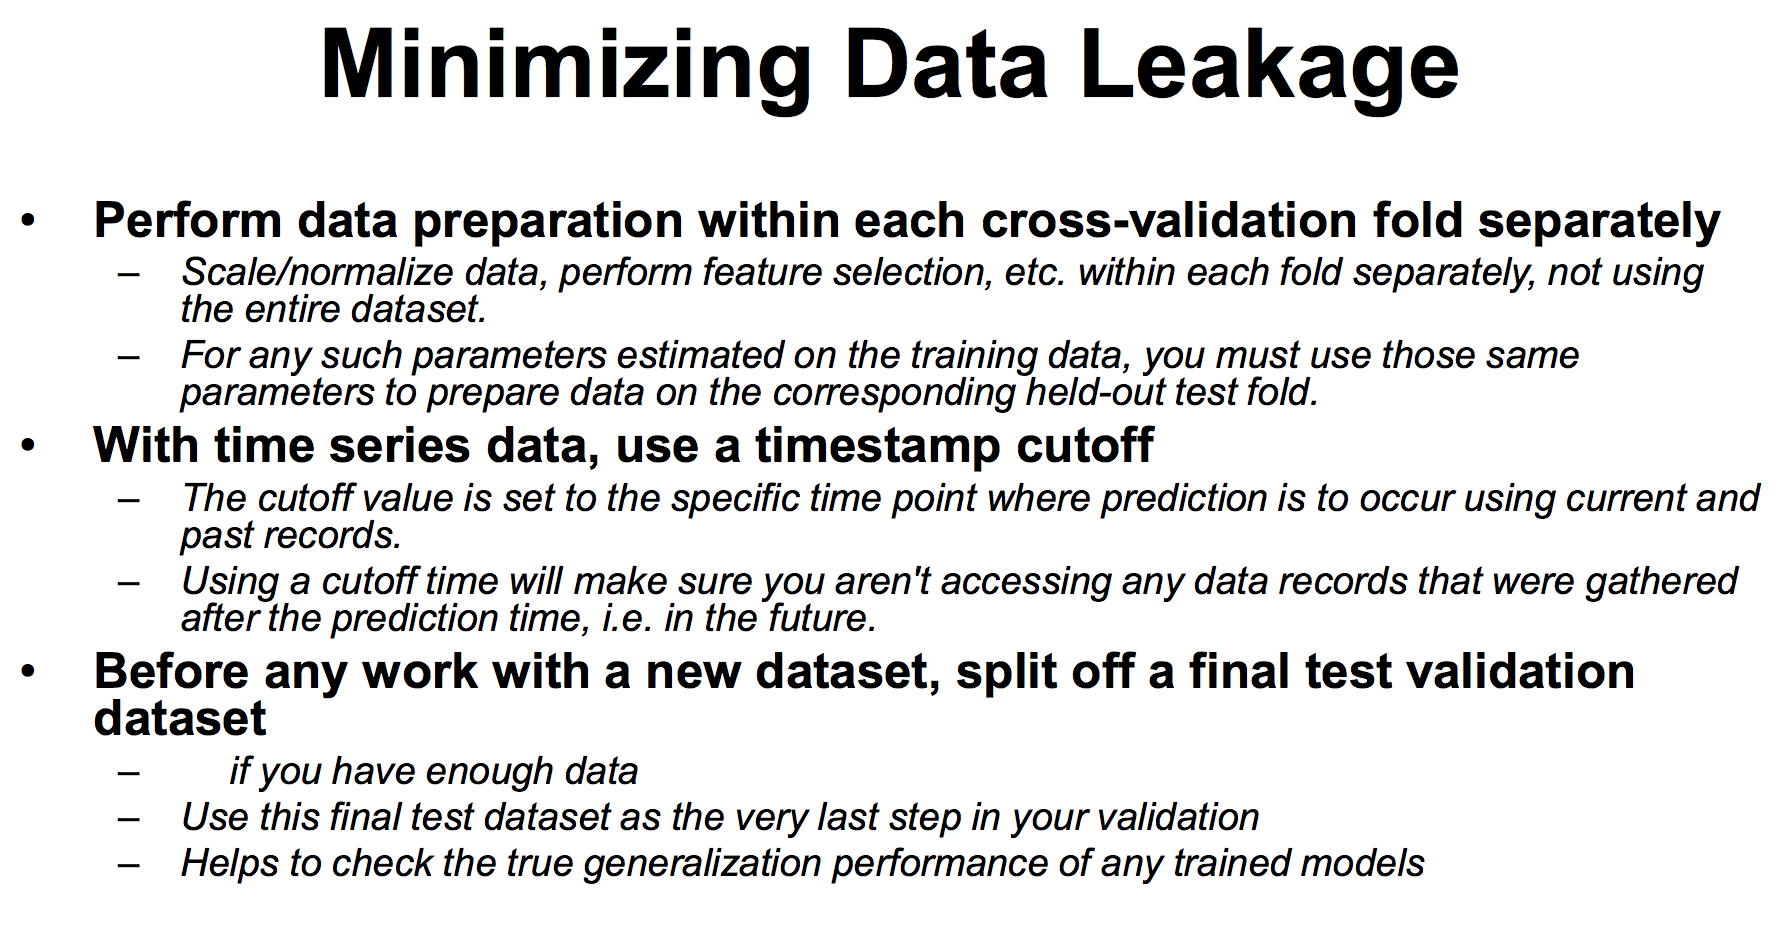 Minimizing Data Leakage
• Perform data preparation within each cross-validation fold separately
– Scale/normalize data, perform feature selection, etc. within each fold separately, not using
the entire dataset.
– For any such parameters estimated on the training data, you must use those same
parameters to prepare data on the corresponding held-out test fold.
• With time series data, use a timestamp cutoff
– The cutoff value is set to the specific time point where prediction is to occur using current and
past records.
– Using a cutoff time will make sure you aren't accessing any data records that were gathered
after the prediction time, i.e. in the future.
• Before any work with a new dataset, split off a final test validation
dataset
– if you have enough data
– Use this final test dataset as the very last step in your validation
– Helps to check the true generalization performance of any trained models